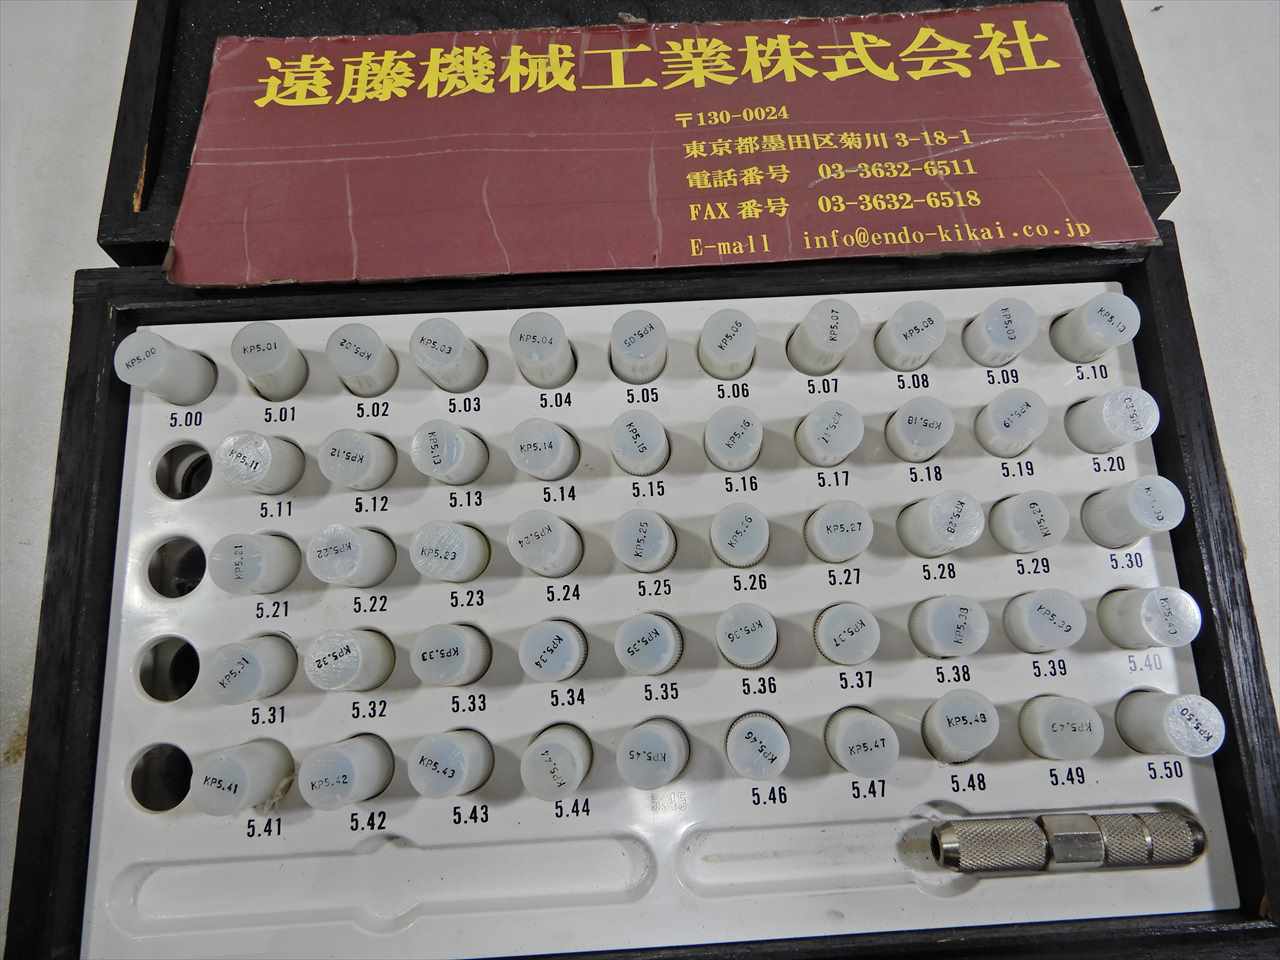 遠藤機械工業株式会社
〒130-0024
東京都墨田区菊川 3-18-1
電話番号 03-3632-6511
FAX 番号 03-3632-6518
E-mall info@endo-kikai.co.jp
KP5.00 KP5.01 KP5.02 KP5.03 KP5.04 KP5.05 KP5.06 KP5.07 KP5.08 KP5.09 KP5.10
5.00 5.01 5.02 5.03 5.04 5.05 5.06 5.07 5.08 5.09 5.10
KP5.11 KP5.12 KP5.13 KP5.14 KP5.15 KP5.16 KP5.17 KP5.18 KP5.19 KP5.20
5.11 5.12 5.13 5.14 5.15 5.16 5.17 5.18 5.19 5.20
KP5.21 KP5.22 KP5.23 KP5.24 KP5.25 KP5.26 KP5.27 KP5.28 KP5.29 KP5.30
5.21 5.22 5.23 5.24 5.25 5.26 5.27 5.28 5.29 5.30
KP5.31 KP5.32 KP5.33 KP5.34 KP5.35 KP5.36 KP5.37 KP5.38 KP5.39 KP5.40
5.31 5.32 5.33 5.34 5.35 5.36 5.37 5.38 5.39 5.40
KP5.41 KP5.42 KP5.43 KP5.44 KP5.45 KP5.46 KP5.47 KP5.48 KP5.49 KP5.50
5.41 5.42 5.43 5.44 5.45 5.46 5.47 5.48 5.49 5.50